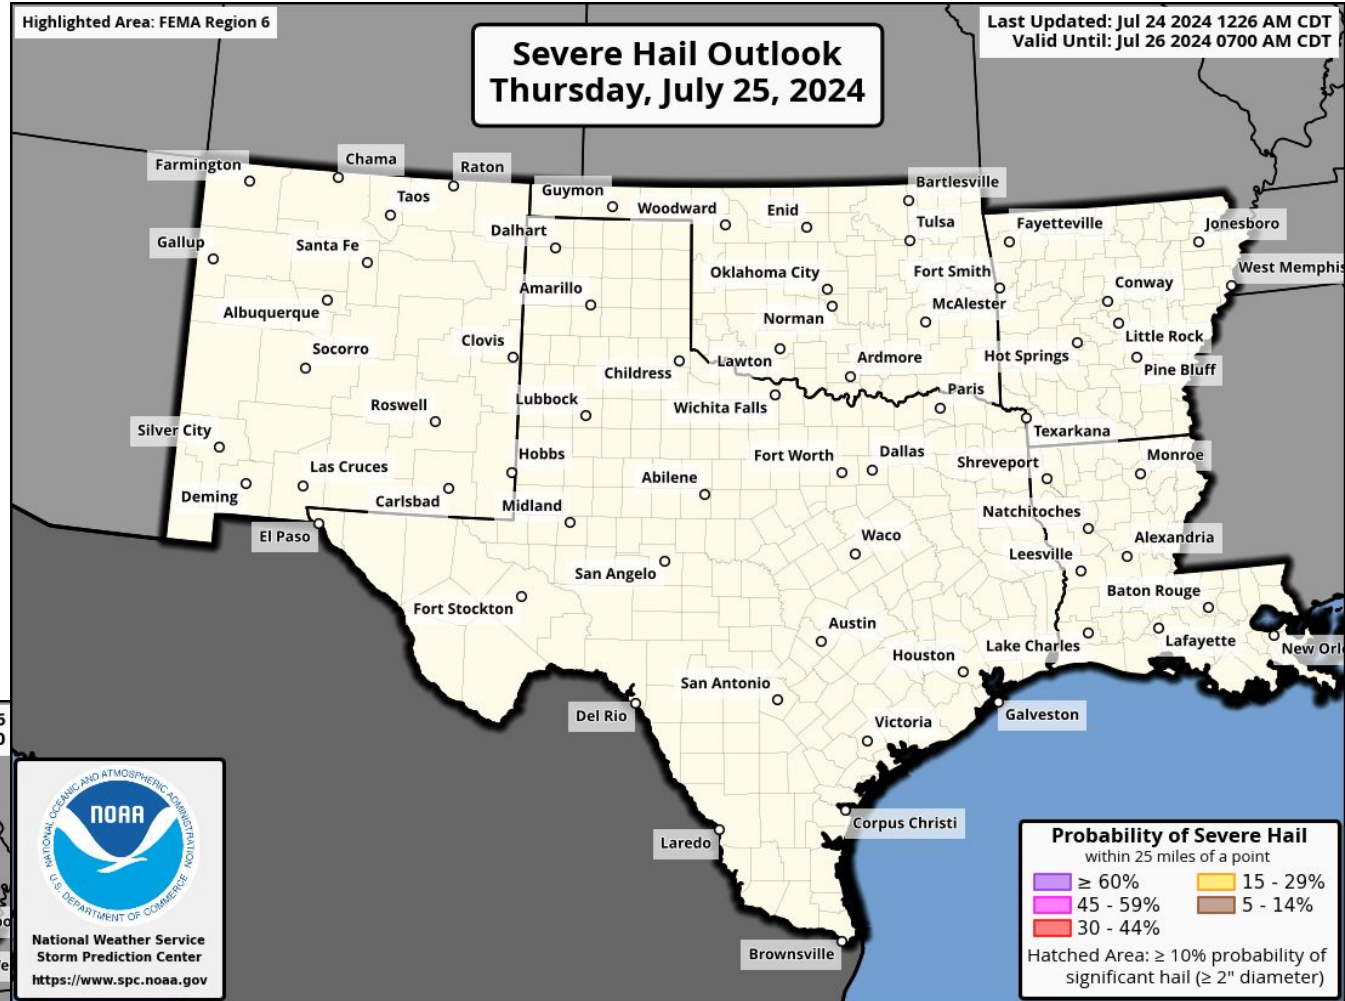 Highlighted Area: FEMA Region 6
Last Updated: Jul 24 2024 1226 AM CDT
Valid Until: Jul 26 2024 0700 AM CDT
Severe Hail Outlook
Thursday, July 25, 2024
Farmington
Chama
Raton
Taos
Guymon
Woodward
Enid
Bartlesville
Tulsa
Fayetteville
Jonesboro
Gallup
Santa Fe
Dalhart
Oklahoma City
Fort Smith
West Memphis
Conway
Amarillo
McAlester
Albuquerque
Norman
Little Rock
Socorro
Clovis
Lawton
Ardmore
Hot Springs
Pine Bluff
Childress
Paris
Roswell
Lubbock
Wichita Falls
Texarkana
Silver City
Hobbs
Fort Worth
Dallas
Shreveport
Monroe
Las Cruces
Abilene
Deming
Carlsbad
Midland
Natchitoches
El Paso
Waco
Alexandria
Leesville
San Angelo
Baton Rouge
Fort Stockton
Austin
Lake Charles
Lafayette
New Orl
Houston
San Antonio
Del Rio
Victoria
Galveston
Laredo
Corpus Christi
Brownsville
NATIONAL OCEANIC AND ATMOSPHERIC ADMINISTRATION
NOAA
U.S. DEPARTMENT OF COMMERCE
National Weather Service
Storm Prediction Center
https://www.spc.noaa.gov
Probability of Severe Hail
within 25 miles of a point
≥ 60%
15 - 29%
45 - 59%
5 - 14%
30 - 44%
Hatched Area: ≥ 10% probability of
significant hail (≥ 2" diameter)